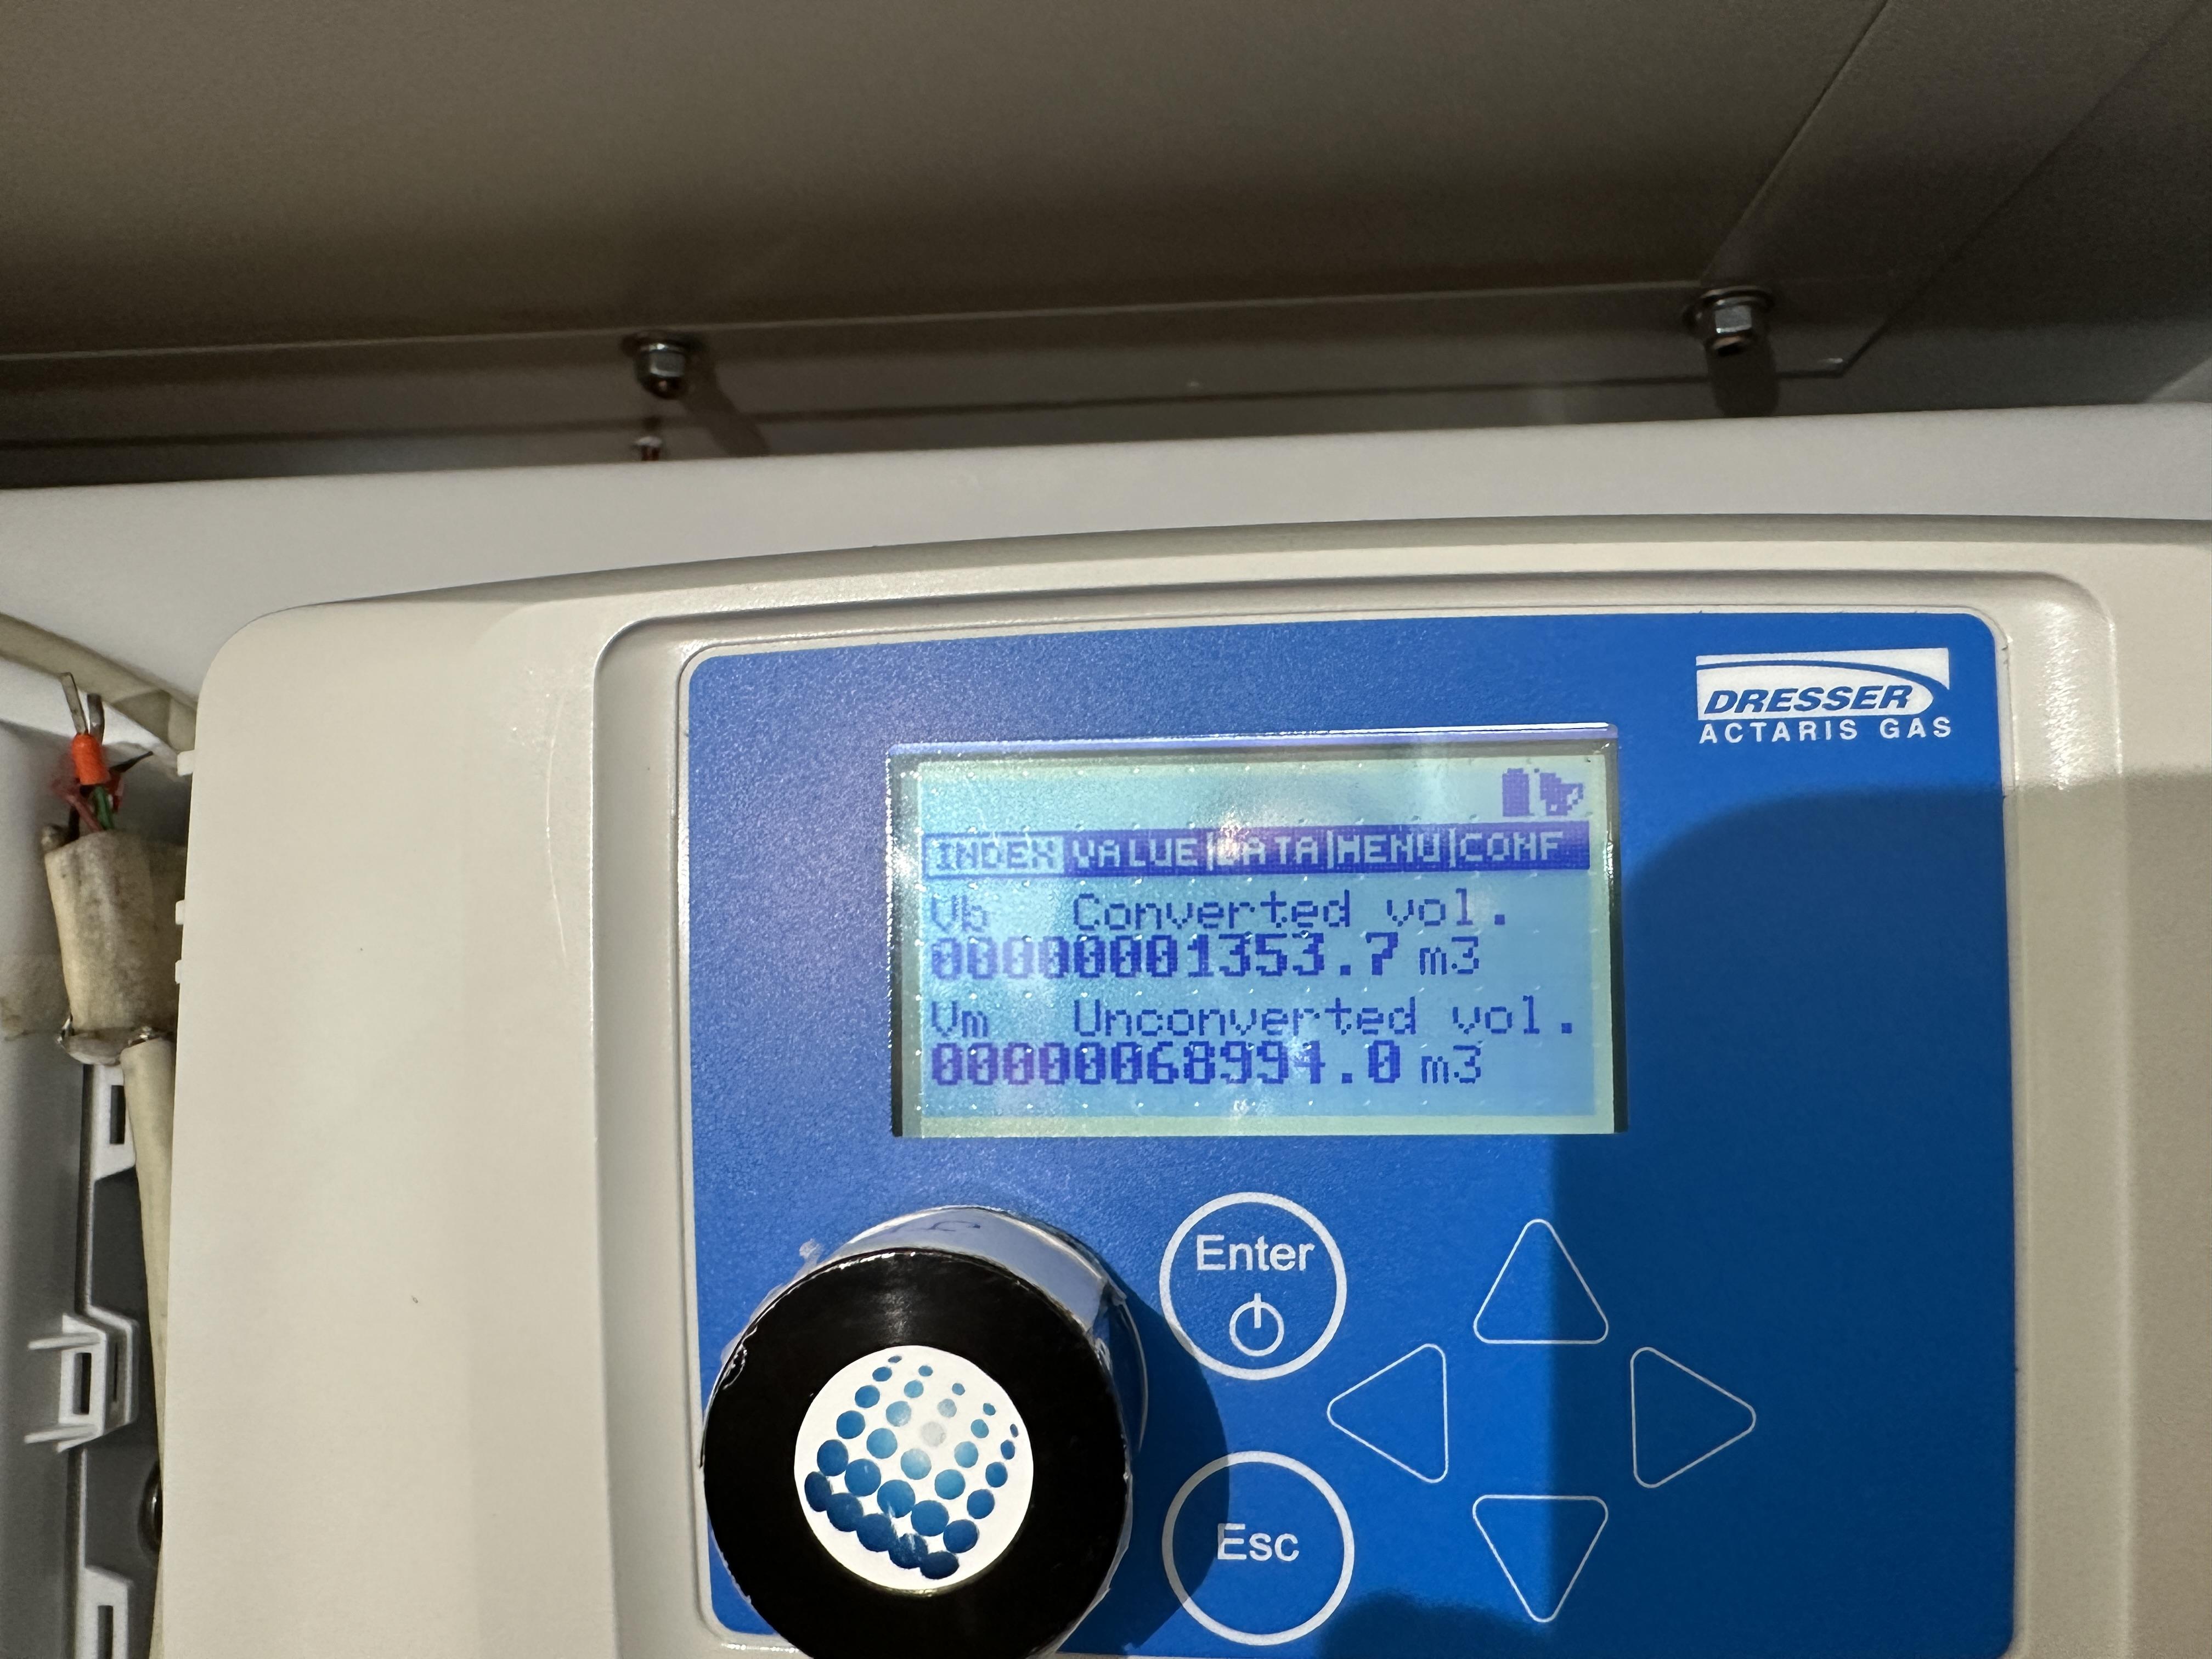 DRESSER
ACTARIS GAS
INDEX VALUE|DATA|MENU|CONF
Vb Converted vol.
00000001353.7 m3
Vm Unconverted vol.
00000068994.0 m3
Enter
Esc